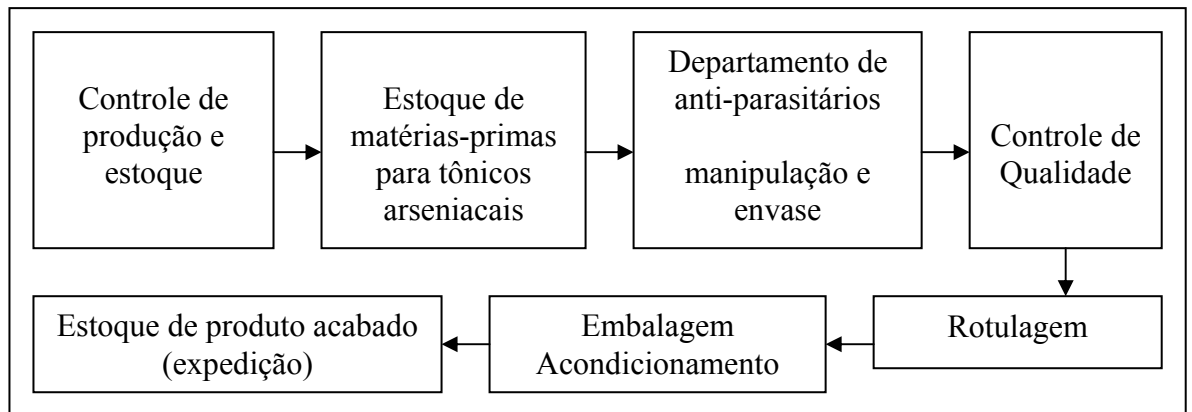 Controle de
produção e
estoque
Estoque de
matérias-primas
para tônicos
arseniacais
Departamento de
anti-parasitários
manipulação e
envase
Controle de
Qualidade
Rotulagem
Embalagem
Acondicionamento
Estoque de produto acabado
(expedição)